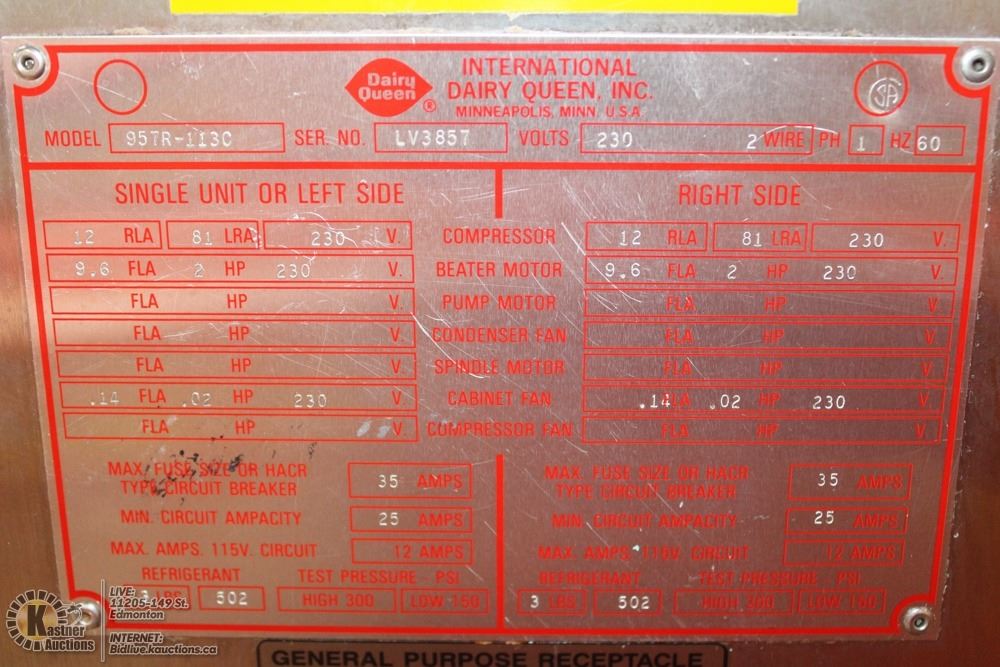 Dairy
Queen
®
INTERNATIONAL
DAIRY QUEEN, INC.
MINNEAPOLIS, MINN. U.S.A.
MODEL 957R-113C SER. NO. LV3857 VOLTS 230 2 WIRE PH 1 HZ 60
SINGLE UNIT OR LEFT SIDE RIGHT SIDE
12 RLA 81 LRA 230 V. COMPRESSOR 12 RLA 81 LRA 230 V.
9.6 FLA 2 HP 230 V. BEATER MOTOR 9.6 FLA 2 HP 230 V.
FLA HP V. PUMP MOTOR FLA HP V.
FLA HP V. CONDENSER FAN FLA HP V.
FLA HP V. SPINDLE MOTOR FLA HP V.
.14 FLA .02 HP 230 V. CABINET FAN .14 FLA .02 HP 230 V.
FLA HP V. COMPRESSOR FAN FLA HP V.
MAX. FUSE SIZE OR HACR
TYPE CIRCUIT BREAKER 35 AMPS
MIN. CIRCUIT AMPACITY 25 AMPS
MAX. AMPS. 115V. CIRCUIT 12 AMPS
REFRIGERANT TEST PRESSURE - PSI
3 LBS 502 HIGH 300 LOW 150
MAX. FUSE SIZE OR HACR
TYPE CIRCUIT BREAKER 35 AMPS
MIN. CIRCUIT AMPACITY 25 AMPS
MAX. AMPS. 115V. CIRCUIT 12 AMPS
REFRIGERANT TEST PRESSURE - PSI
3 LBS 502 HIGH 300 LOW 150
GENERAL PURPOSE RECEPTACLE
K
Kastner
Auctions
LIVE:
11205-149 St.
Edmonton
INTERNET:
Bidlive.kauctions.ca